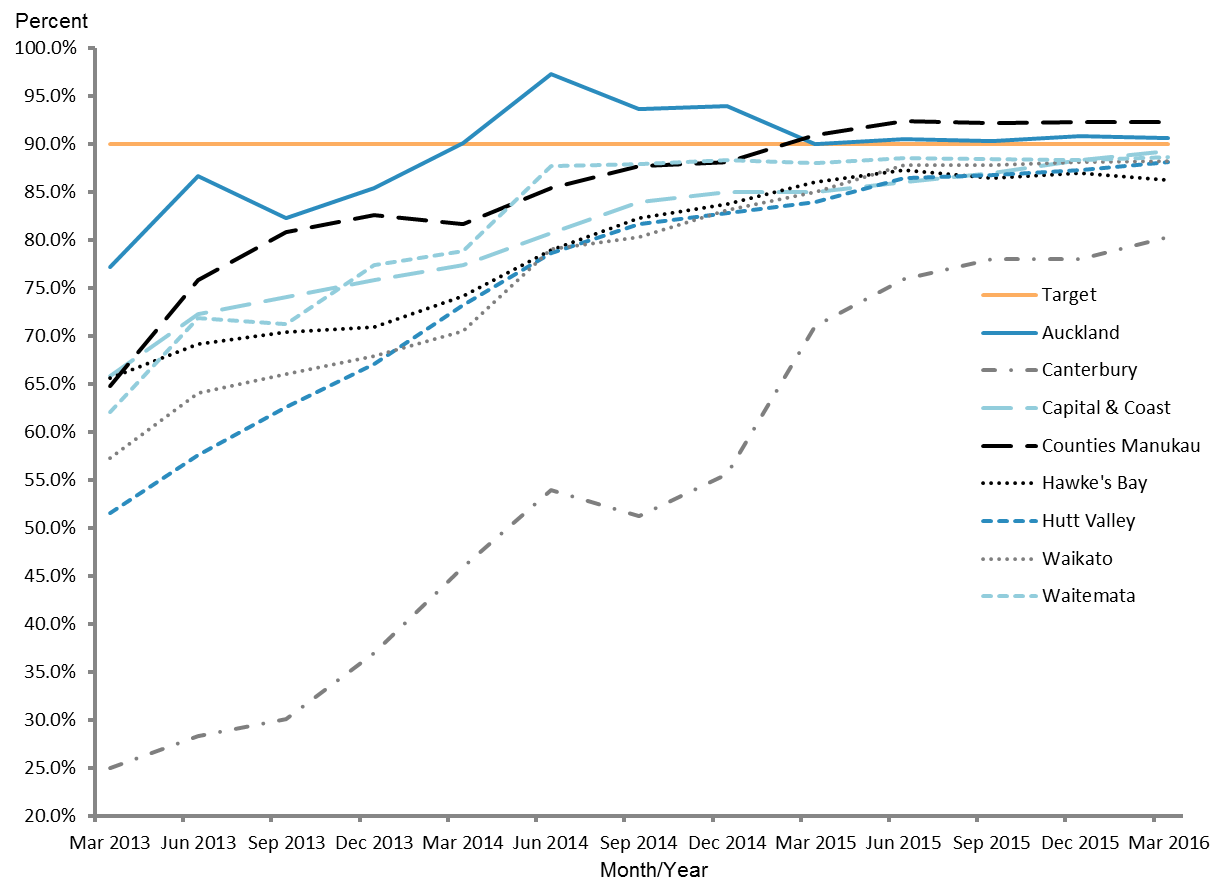 Percent
100.0%
95.0%
90.0%
85.0%
80.0%
75.0%
70.0%
65.0%
60.0%
55.0%
50.0%
45.0%
40.0%
35.0%
30.0%
25.0%
20.0%
Target
Auckland
Canterbury
Capital & Coast
Counties Manukau
Hawke's Bay
Hutt Valley
Waikato
Waitemata
Mar 2013 Jun 2013 Sep 2013 Dec 2013 Mar 2014 Jun 2014 Sep 2014 Dec 2014 Mar 2015 Jun 2015 Sep 2015 Dec 2015 Mar 2016
Month/Year